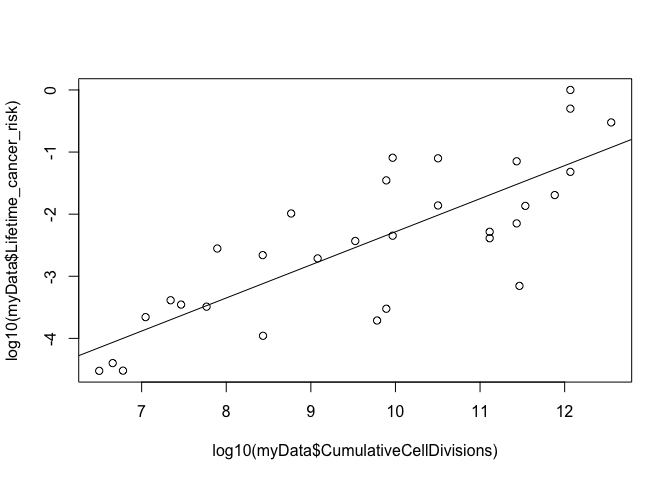 log10(myData$Lifetime_cancer_risk)
0
-1
-2
-3
-4
7 8 9 10 11 12
log10(myData$CumulativeCellDivisions)